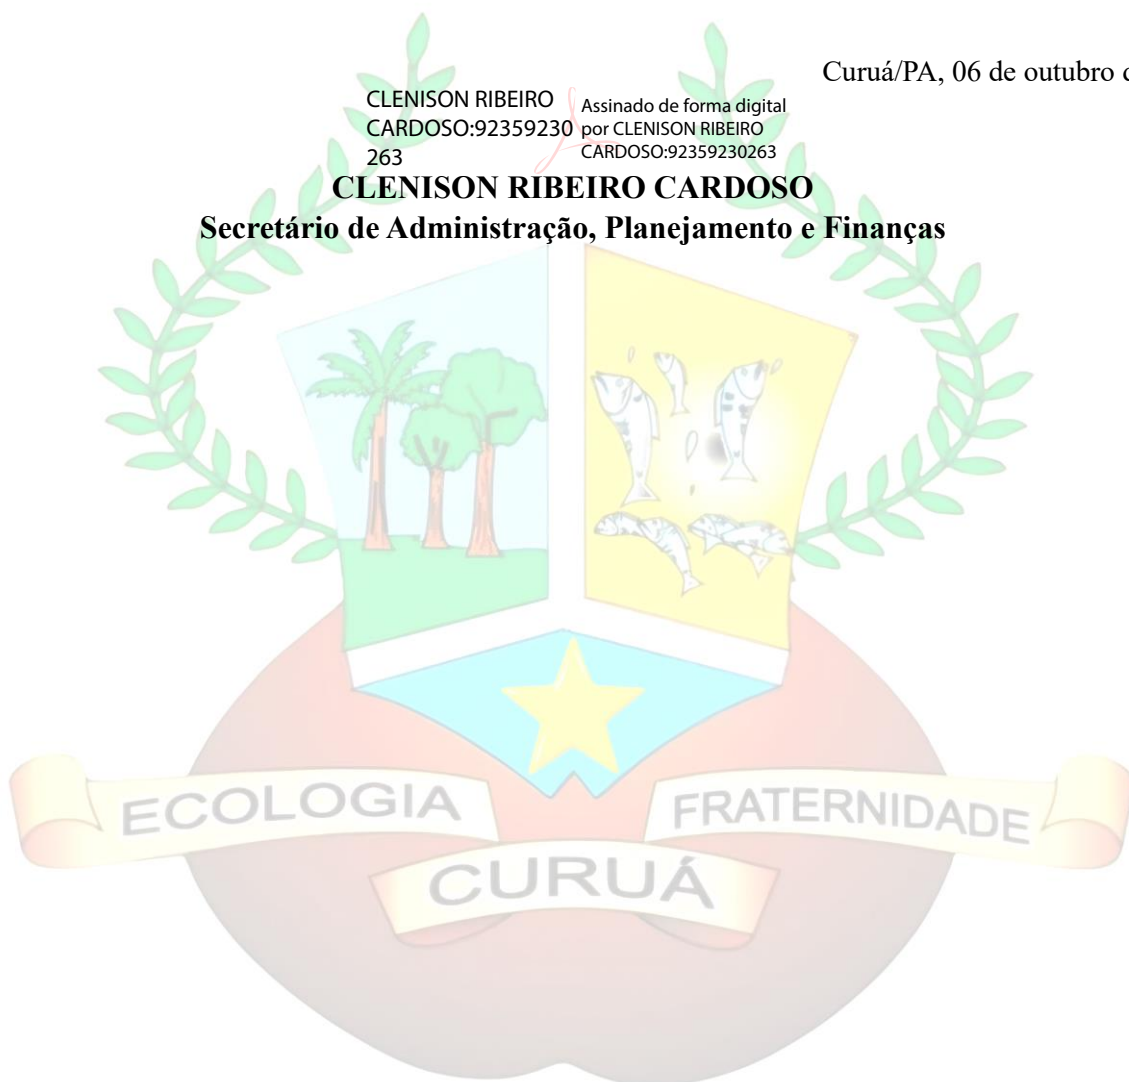 Curuá/PA, 06 de outubro
CLENISON RIBEIRO
CARDOSO:92359230
263
Assinado de forma digital
por CLENISON RIBEIRO
CARDOSO:92359230263
CLENISON RIBEIRO CARDOSO
Secretário de Administração, Planejamento e Finanças
ECOLOGIA
FRATERNIDADE
CURUÁ